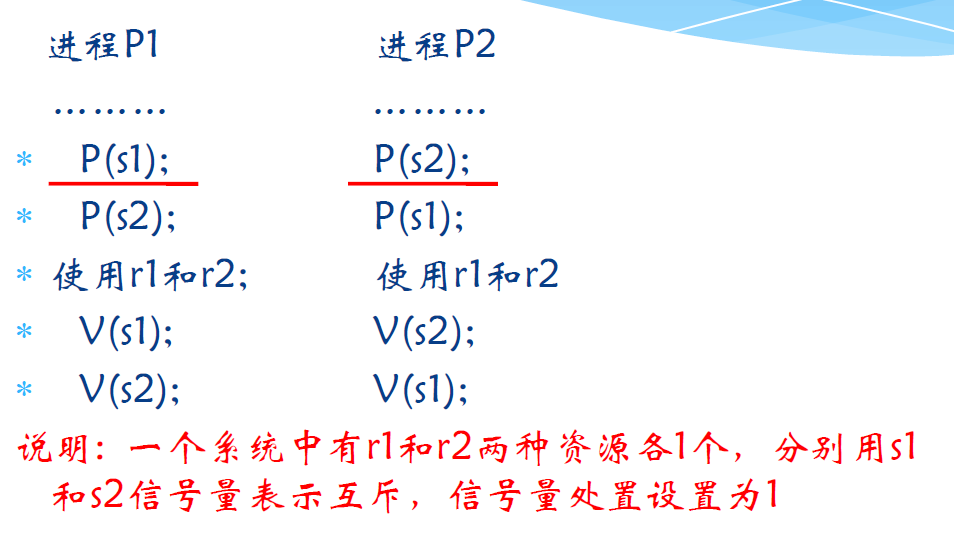 进程P1 进程P2
……… ………
* P(s1); P(s2);
* P(s2); P(s1);
* 使用r1和r2; 使用r1和r2
* V(s1); V(s2);
* V(s2); V(s1);
说明：一个系统中有r1和r2两种资源各1个，分别用s1
和s2信号量表示互斥，信号量处置设置为1